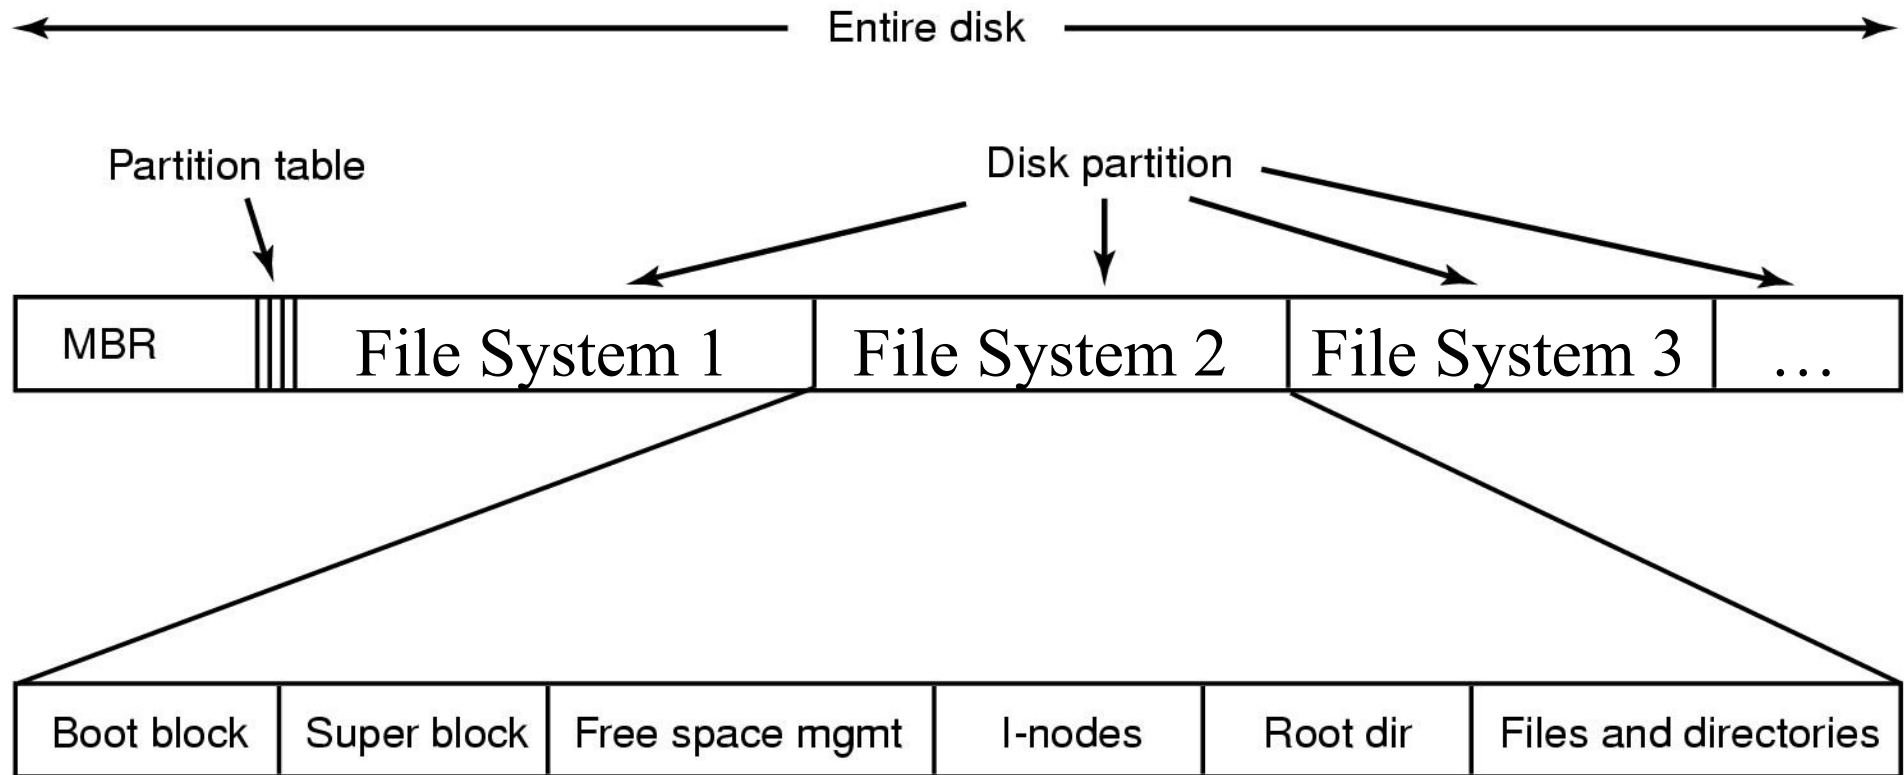 Entire disk
Partition table
Disk partition
MBR
File System 1
File System 2
File System 3
...
Boot block
Super block
Free space mgmt
I-nodes
Root dir
Files and directories